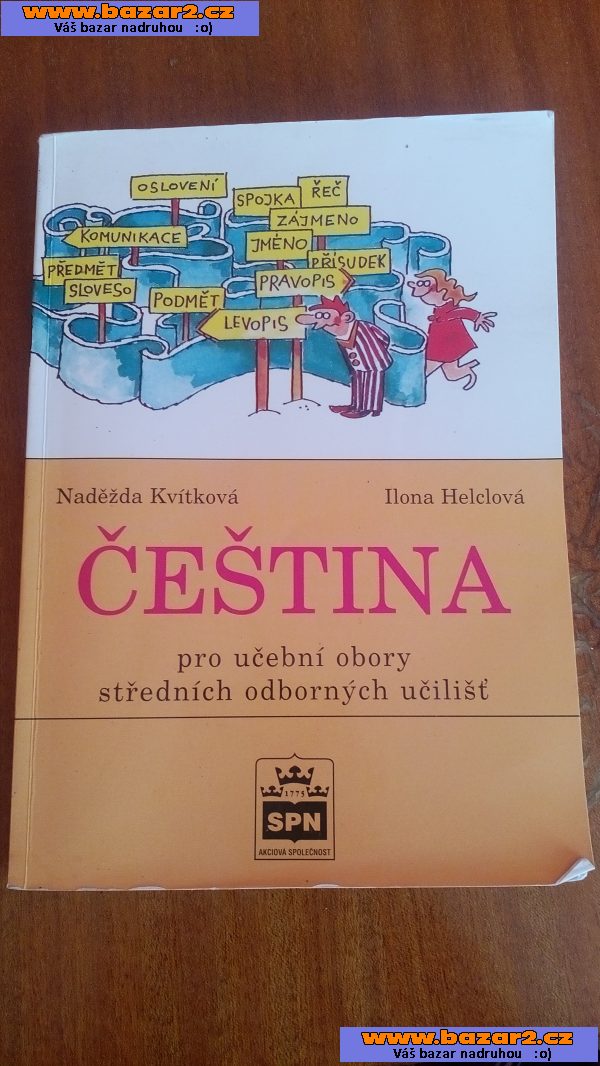 www.bazar2.cz
Váš bazar nadruhou :o)
OSLOVENÍ
SPOJKA
ŘEČ
ZÁJMENO
KOMUNIKACE
JMÉNO
PŘEDMĚT
PŘÍSUDEK
SLOVESO
PODMĚT
PRAVOPIS
LEVOPIS
Naděžda Kvítková
Ilona Helclová
ČEŠTINA
pro učební obory
středních odborných učilišť
1775
SPN
AKCIOVÁ SPOLEČNOST
www.bazar2.cz
Váš bazar nadruhou :o)